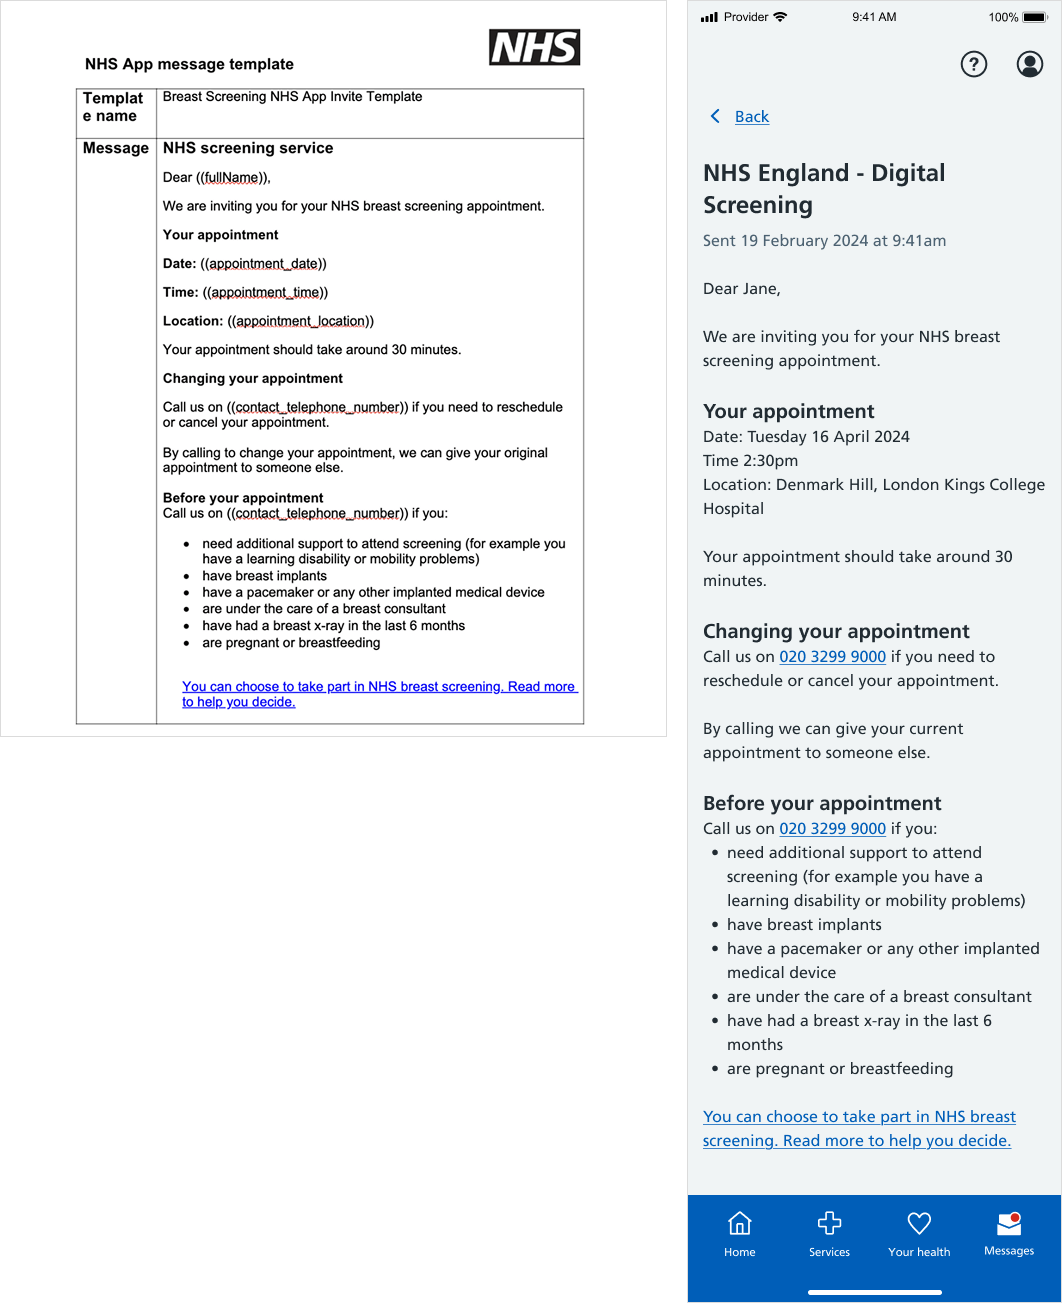 NHS App message template
NHS
Templat
e name
Breast Screening NHS App Invite Template
Message
NHS screening service
Dear ((fullName)),
We are inviting you for your NHS breast screening appointment.
Your appointment
Date: ((appointment_date))
Time: ((appointment_time))
Location: ((appointment_location))
Your appointment should take around 30 minutes.
Changing your appointment
Call us on ((contact_telephone_number)) if you need to reschedule
or cancel your appointment.
By calling to change your appointment, we can give your original
appointment to someone else.
Before your appointment
Call us on ((contact_telephone_number)) if you:
• need additional support to attend screening (for example you
have a learning disability or mobility problems)
• have breast implants
• have a pacemaker or any other implanted medical device
• are under the care of a breast consultant
• have had a breast x-ray in the last 6 months
• are pregnant or breastfeeding
You can choose to take part in NHS breast screening. Read more
to help you decide.
Provider 9:41 AM 100%
?
Back
NHS England - Digital
Screening
Sent 19 February 2024 at 9:41am
Dear Jane,
We are inviting you for your NHS breast
screening appointment.
Your appointment
Date: Tuesday 16 April 2024
Time 2:30pm
Location: Denmark Hill, London Kings College
Hospital
Your appointment should take around 30
minutes.
Changing your appointment
Call us on 020 3299 9000 if you need to
reschedule or cancel your appointment.
By calling we can give your current
appointment to someone else.
Before your appointment
Call us on 020 3299 9000 if you:
• need additional support to attend
screening (for example you have a
learning disability or mobility problems)
• have breast implants
• have a pacemaker or any other implanted
medical device
• are under the care of a breast consultant
• have had a breast x-ray in the last 6
months
• are pregnant or breastfeeding
You can choose to take part in NHS breast
screening. Read more to help you decide.
Home Services Your health Messages